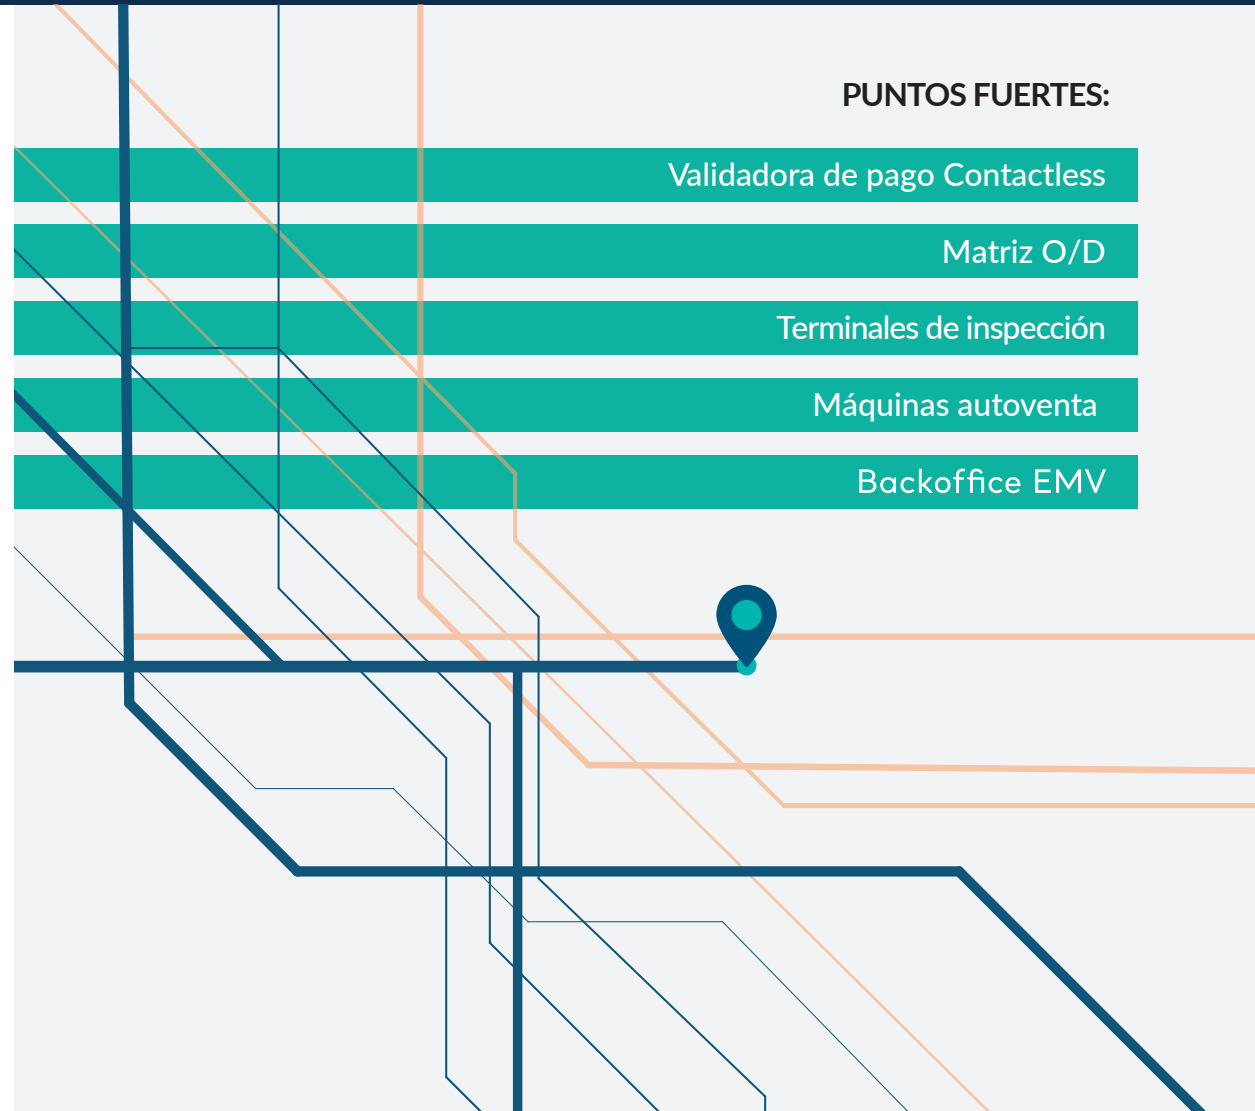 PUNTOS FUERTES:
Validadora de pago Contactless
Matriz O/D
Terminales de inspección
Máquinas autoventa
Backoffice EMV